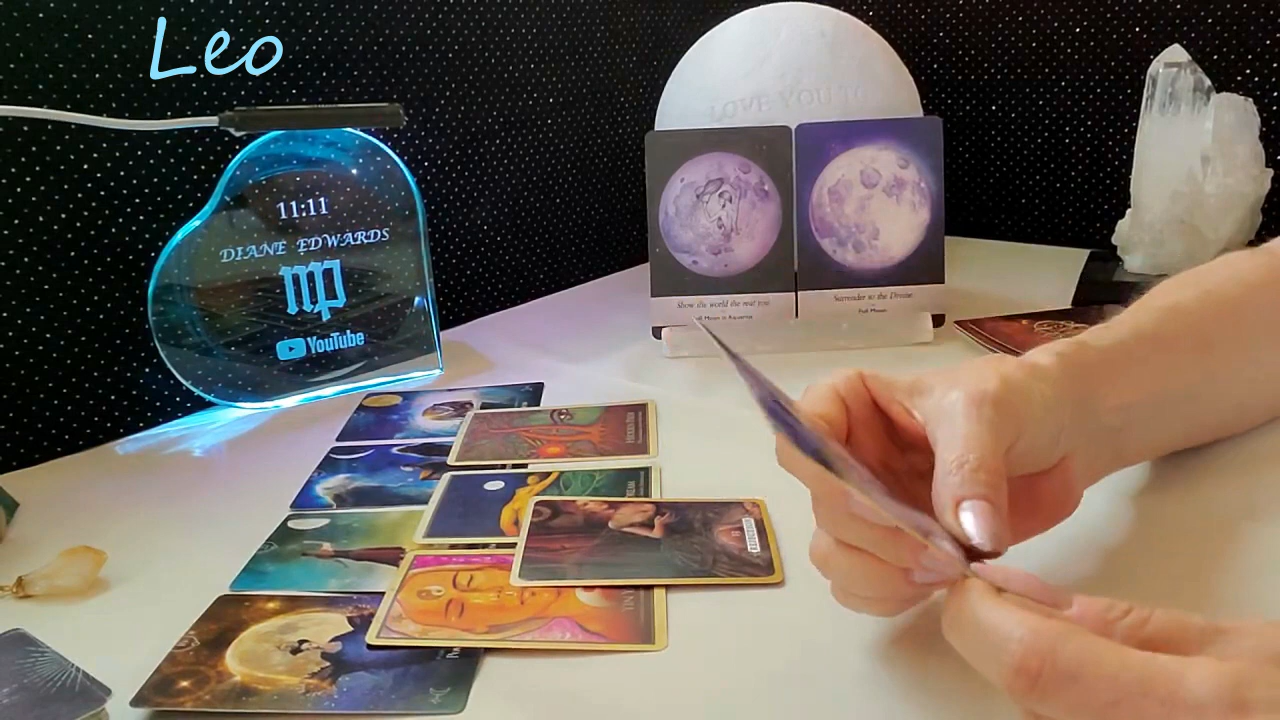 Leo
LOVE YOU TO
11:11
DIANE EDWARDS
YouTube
Show the world the real you
Full Moon in Aquarius
Surrender to the Divine
Full Moon